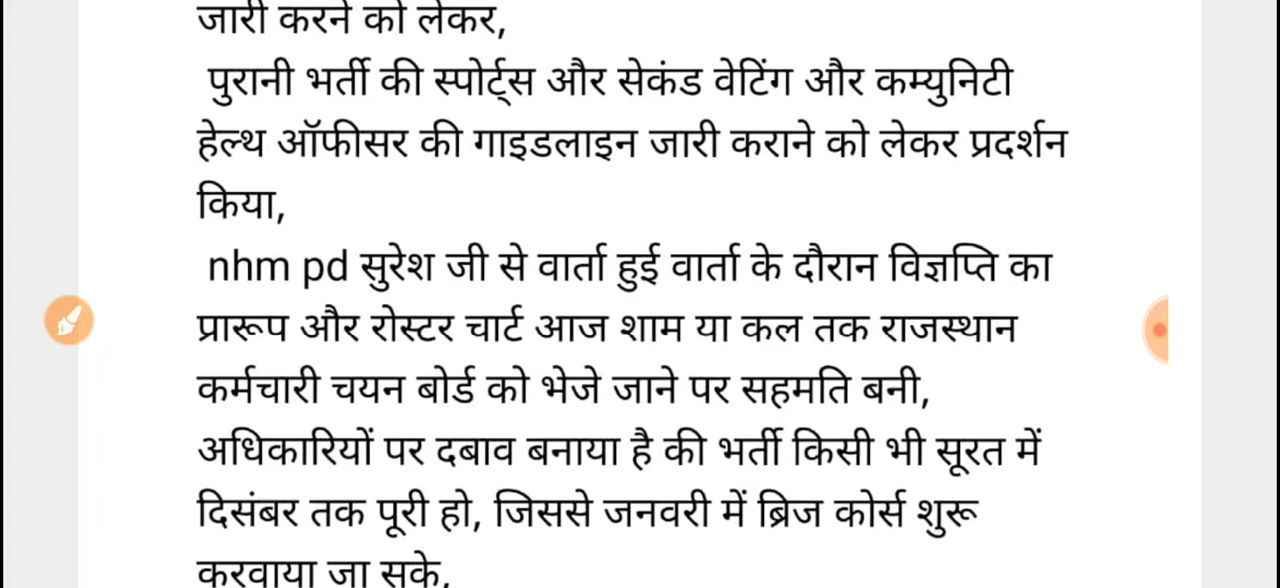 जारी करने को लेकर,
पुरानी भर्ती की स्पोर्ट्स और सेकंड वेटिंग और कम्युनिटी
हेल्थ ऑफीसर की गाइडलाइन जारी कराने को लेकर प्रदर्शन
किया,
nhm pd सुरेश जी से वार्ता हुई वार्ता के दौरान विज्ञप्ति का
प्रारूप और रोस्टर चार्ट आज शाम या कल तक राजस्थान
कर्मचारी चयन बोर्ड को भेजे जाने पर सहमति बनी,
अधिकारियों पर दबाव बनाया है की भर्ती किसी भी सूरत में
दिसंबर तक पूरी हो, जिससे जनवरी में ब्रिज कोर्स शुरू
करवाया जा सके,